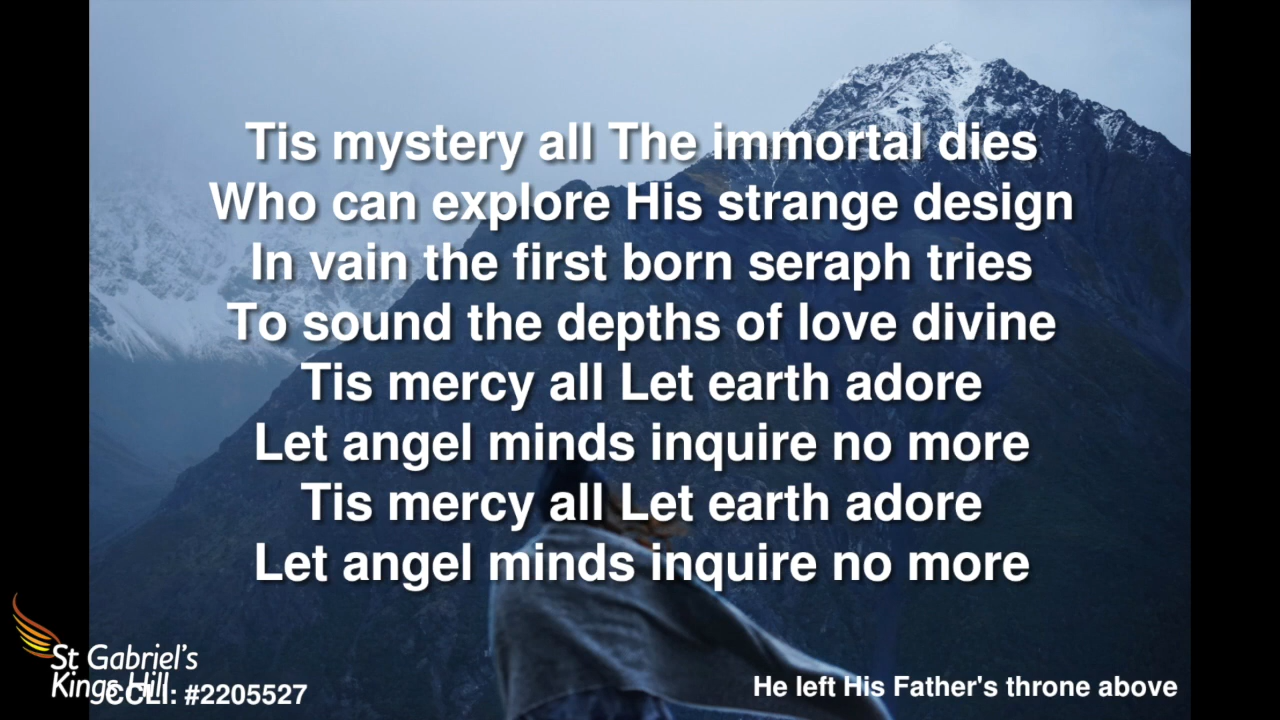 Tis mystery all The immortal dies
Who can explore His strange design
In vain the first born seraph tries
To sound the depths of love divine
Tis mercy all Let earth adore
Let angel minds inquire no more
Tis mercy all Let earth adore
Let angel minds inquire no more
St Gabriel's
Kings Hill
CCLI: #2205527
He left His Father's throne above